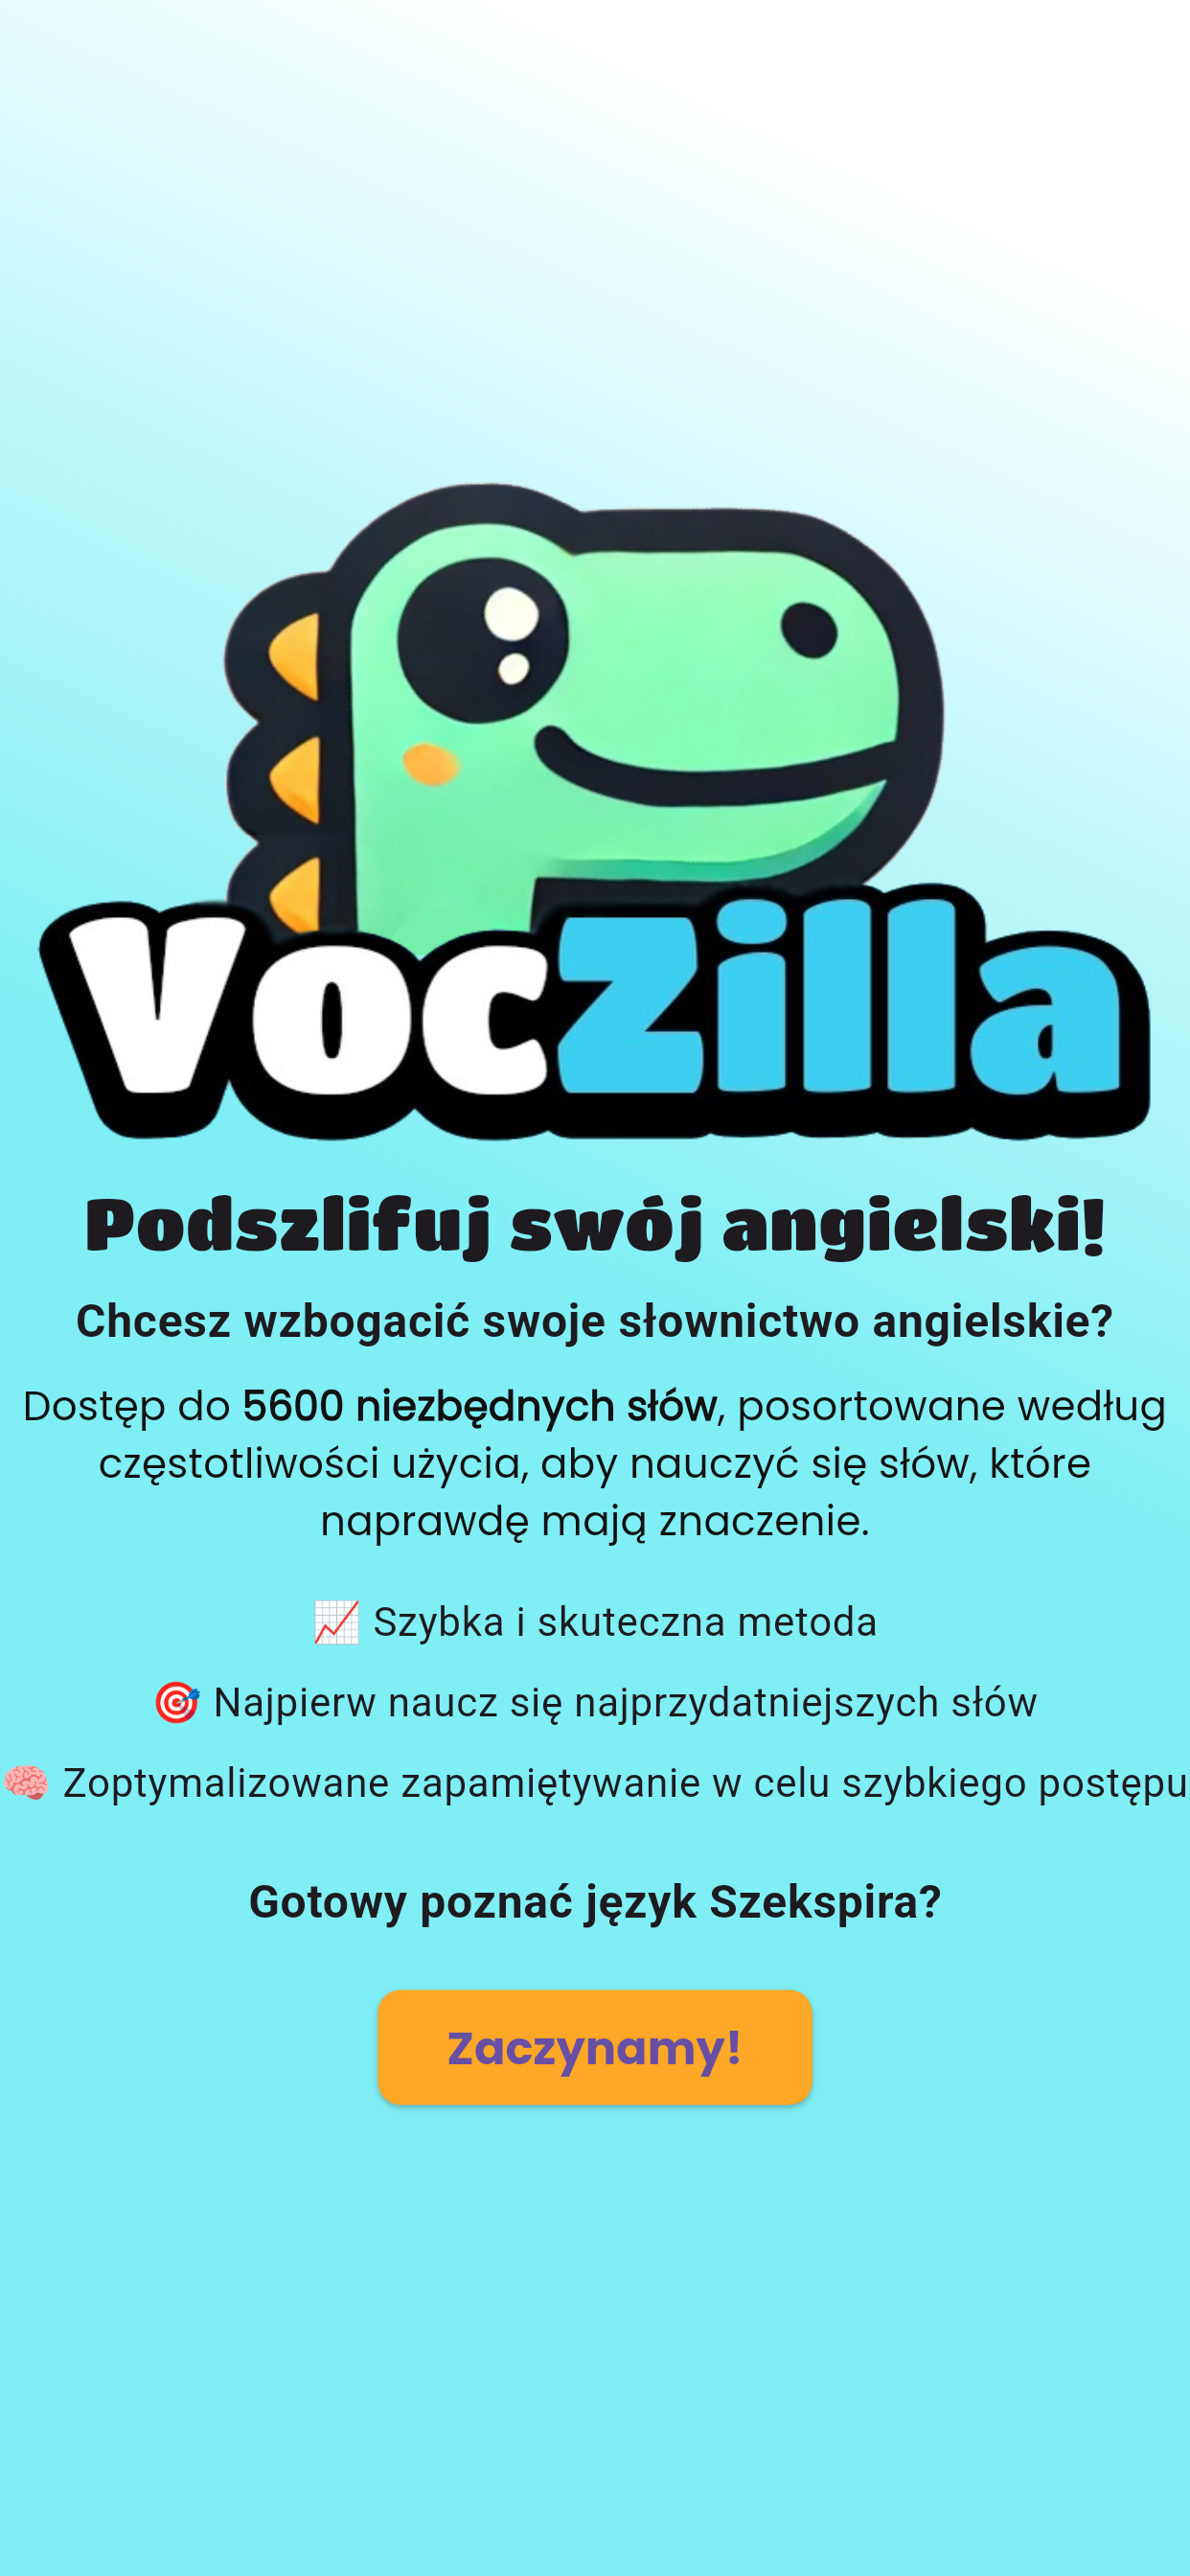 VocZilla
Podszlifuj swój angielski!
Chcesz wzbogacić swoje słownictwo angielskie?
Dostęp do 5600 niezbędnych słów, posortowane według
częstotliwości użycia, aby nauczyć się słów, które
naprawdę mają znaczenie.
📈 Szybka i skuteczna metoda
🎯 Najpierw naucz się najprzydatniejszych słów
🧠 Zoptymalizowane zapamiętywanie w celu szybkiego postępu
Gotowy poznać język Szekspira?
Zaczynamy!